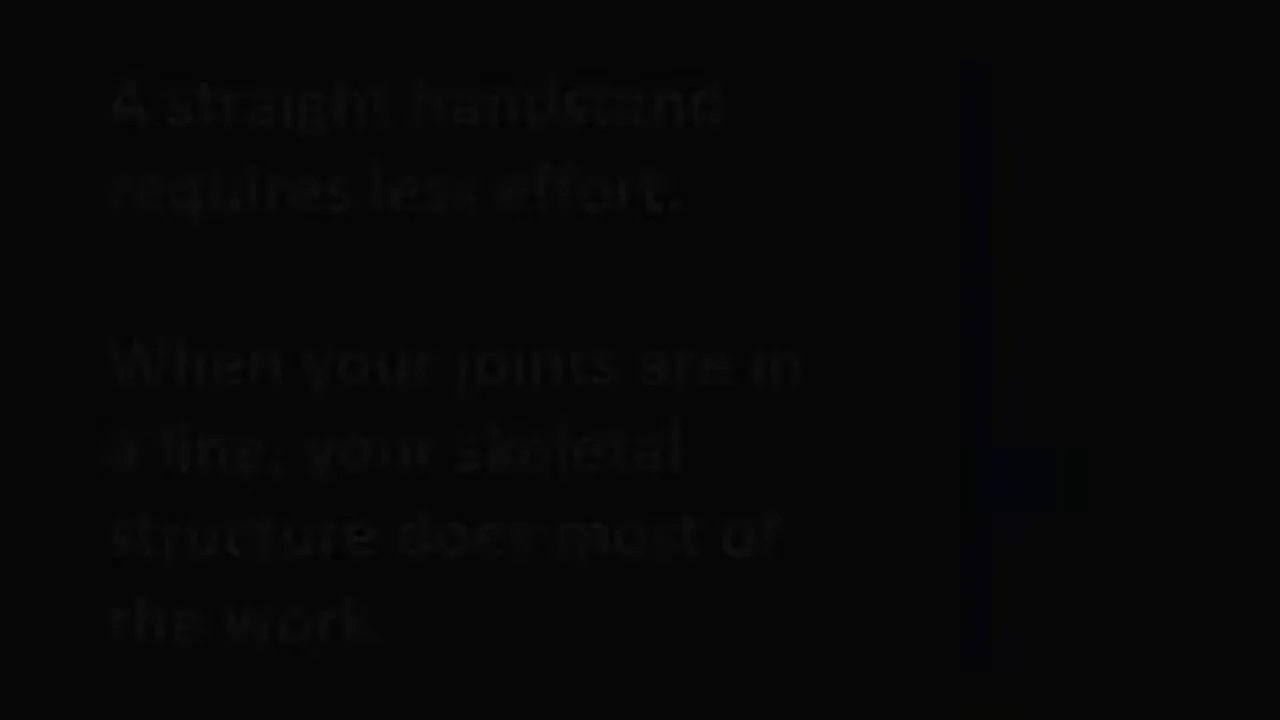 A straight handstand
requires less effort.
When your joints are in
a line, your skeletal
structure does most of
the work.